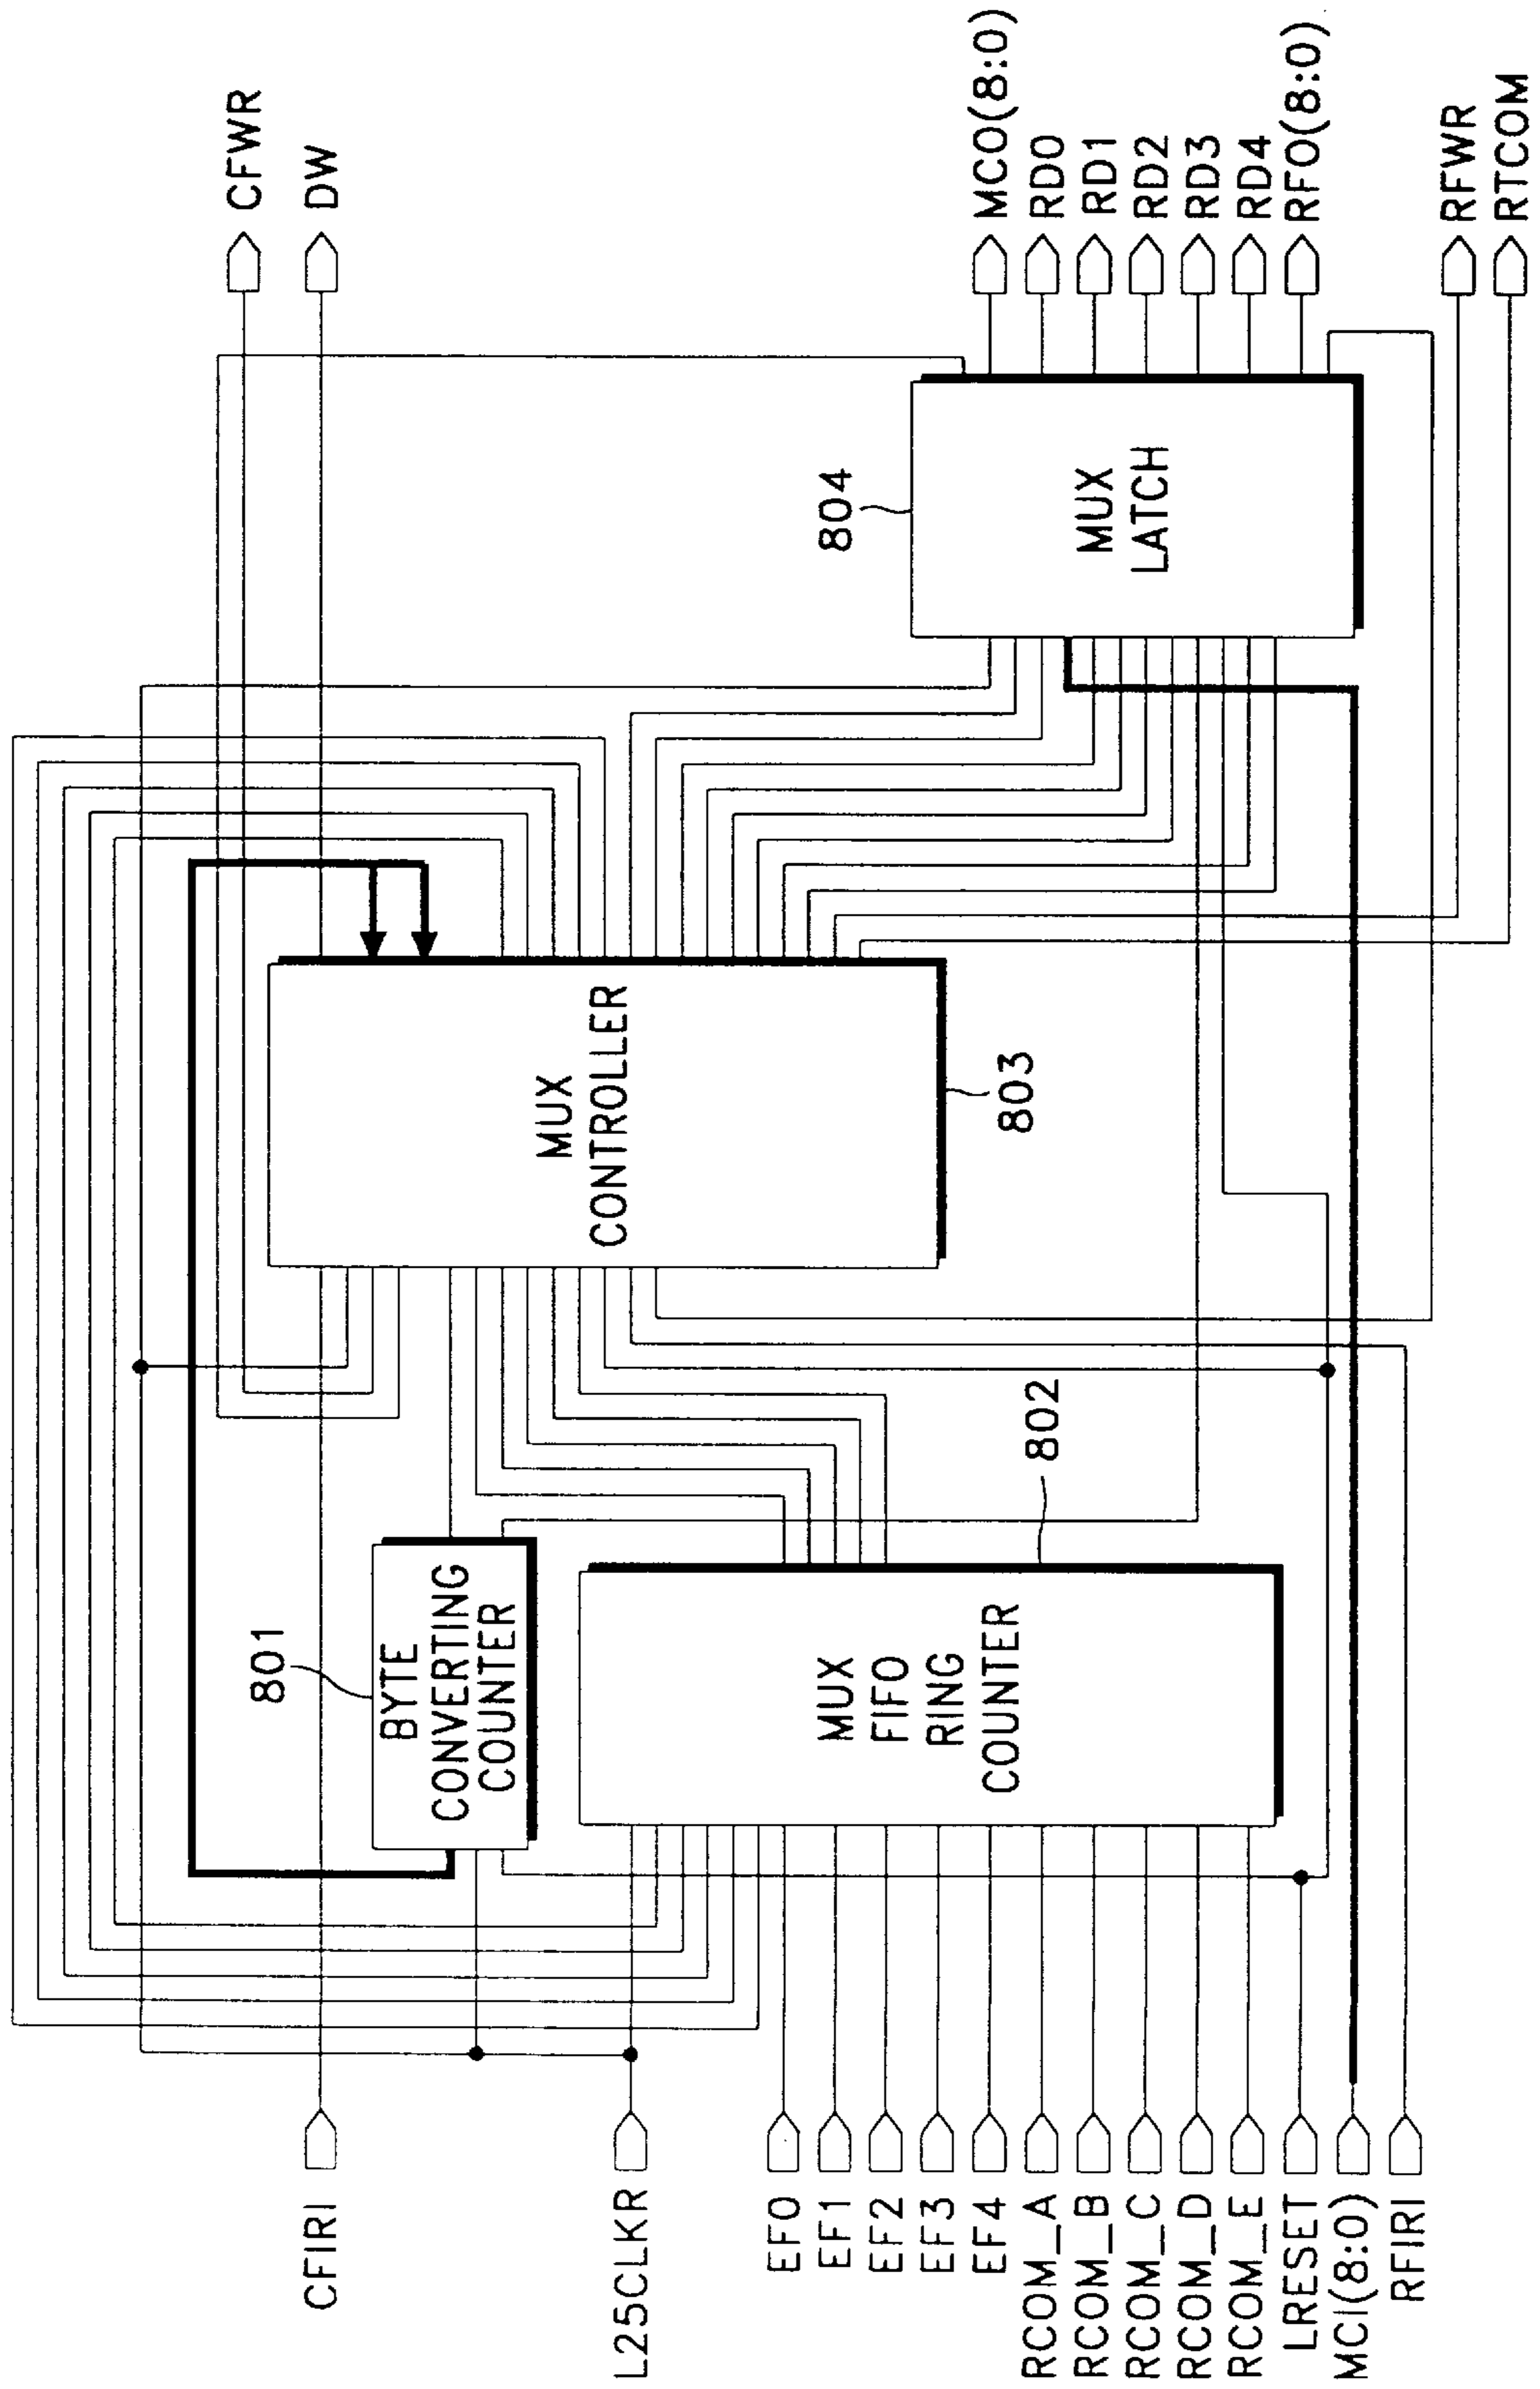 CFIRI
L25CLKR
EF0
EF1
EF2
EF3
EF4
RCOM_A
RCOM_B
RCOM_C
RCOM_D
RCOM_E
LRESET
MCI(8:0)
RFIRI
801
BYTE
CONVERTING
COUNTER
802
MUX
FIFO
RING
COUNTER
MUX
CONTROLLER
803
804
MUX
LATCH
CFWR
DW
MCO(8:0)
RD0
RD1
RD2
RD3
RD4
RFO(8:0)
RFWR
RTCOM